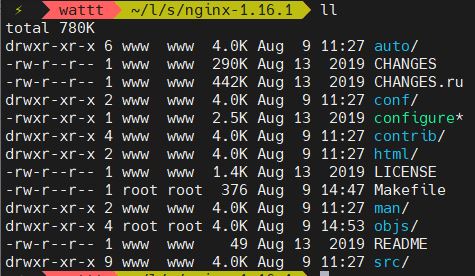 ⚡ wattt ~/l/s/nginx-1.16.1 ll
total 780K
drwxr-xr-x 6 www www 4.0K Aug 9 11:27 auto/
-rw-r--r-- 1 www www 290K Aug 13 2019 CHANGES
-rw-r--r-- 1 www www 442K Aug 13 2019 CHANGES.ru
drwxr-xr-x 2 www www 4.0K Aug 9 11:27 conf/
-rwxr-xr-x 1 www www 2.5K Aug 13 2019 configure*
drwxr-xr-x 4 www www 4.0K Aug 9 11:27 contrib/
drwxr-xr-x 2 www www 4.0K Aug 9 11:27 html/
-rw-r--r-- 1 www www 1.4K Aug 13 2019 LICENSE
-rw-r--r-- 1 root root 376 Aug 9 14:47 Makefile
drwxr-xr-x 2 www www 4.0K Aug 9 11:27 man/
drwxr-xr-x 4 root root 4.0K Aug 9 14:53 objs/
-rw-r--r-- 1 www www 49 Aug 13 2019 README
drwxr-xr-x 9 www www 4.0K Aug 9 11:27 src/